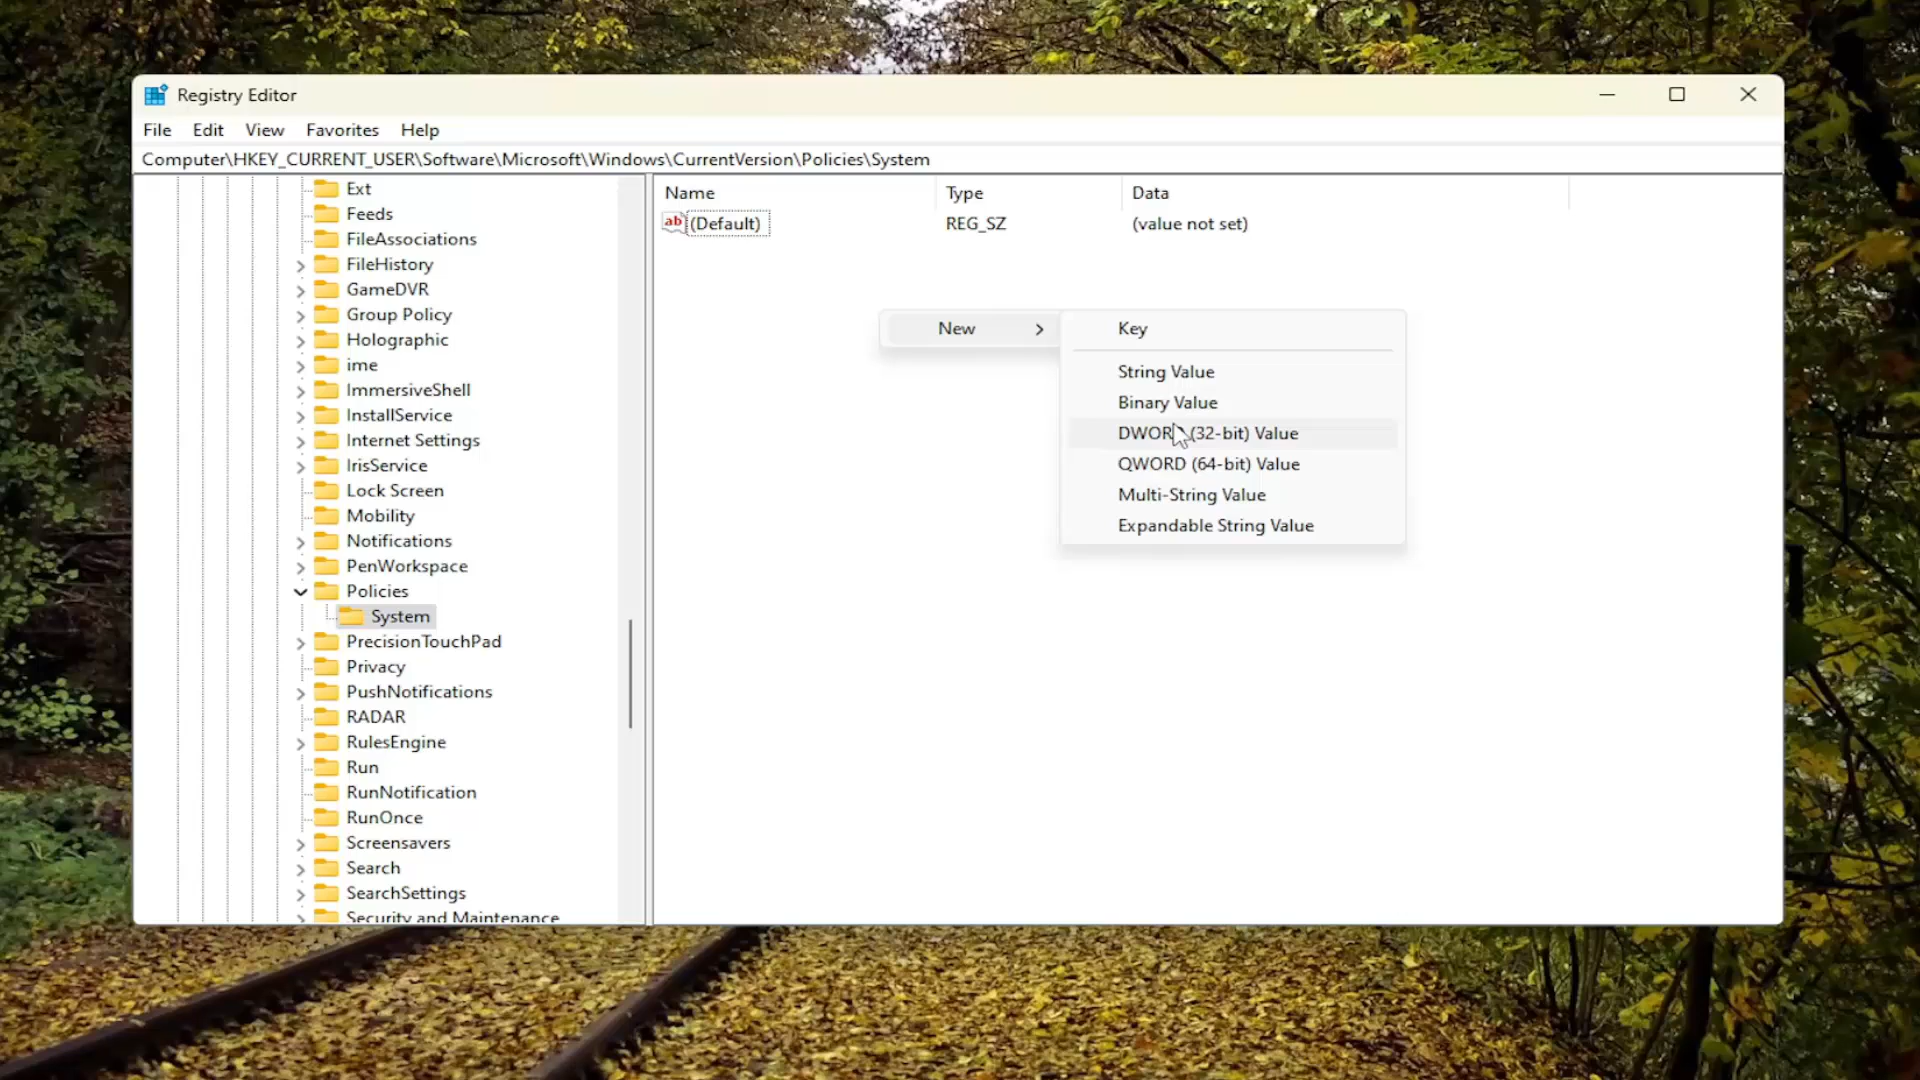 Registry Editor
File Edit View Favorites Help
Computer\HKEY_CURRENT_USER\Software\Microsoft\Windows\CurrentVersion\Policies\System
Ext
Feeds
FileAssociations
FileHistory
GameDVR
Group Policy
Holographic
ime
ImmersiveShell
InstallService
Internet Settings
IrisService
Lock Screen
Mobility
Notifications
PenWorkspace
Policies
System
PrecisionTouchPad
Privacy
PushNotifications
RADAR
RulesEngine
Run
RunNotification
RunOnce
Screensavers
Search
SearchSettings
Security and Maintenance
Name Type Data
ab (Default) REG_SZ (value not set)
New
Key
String Value
Binary Value
DWORD (32-bit) Value
QWORD (64-bit) Value
Multi-String Value
Expandable String Value